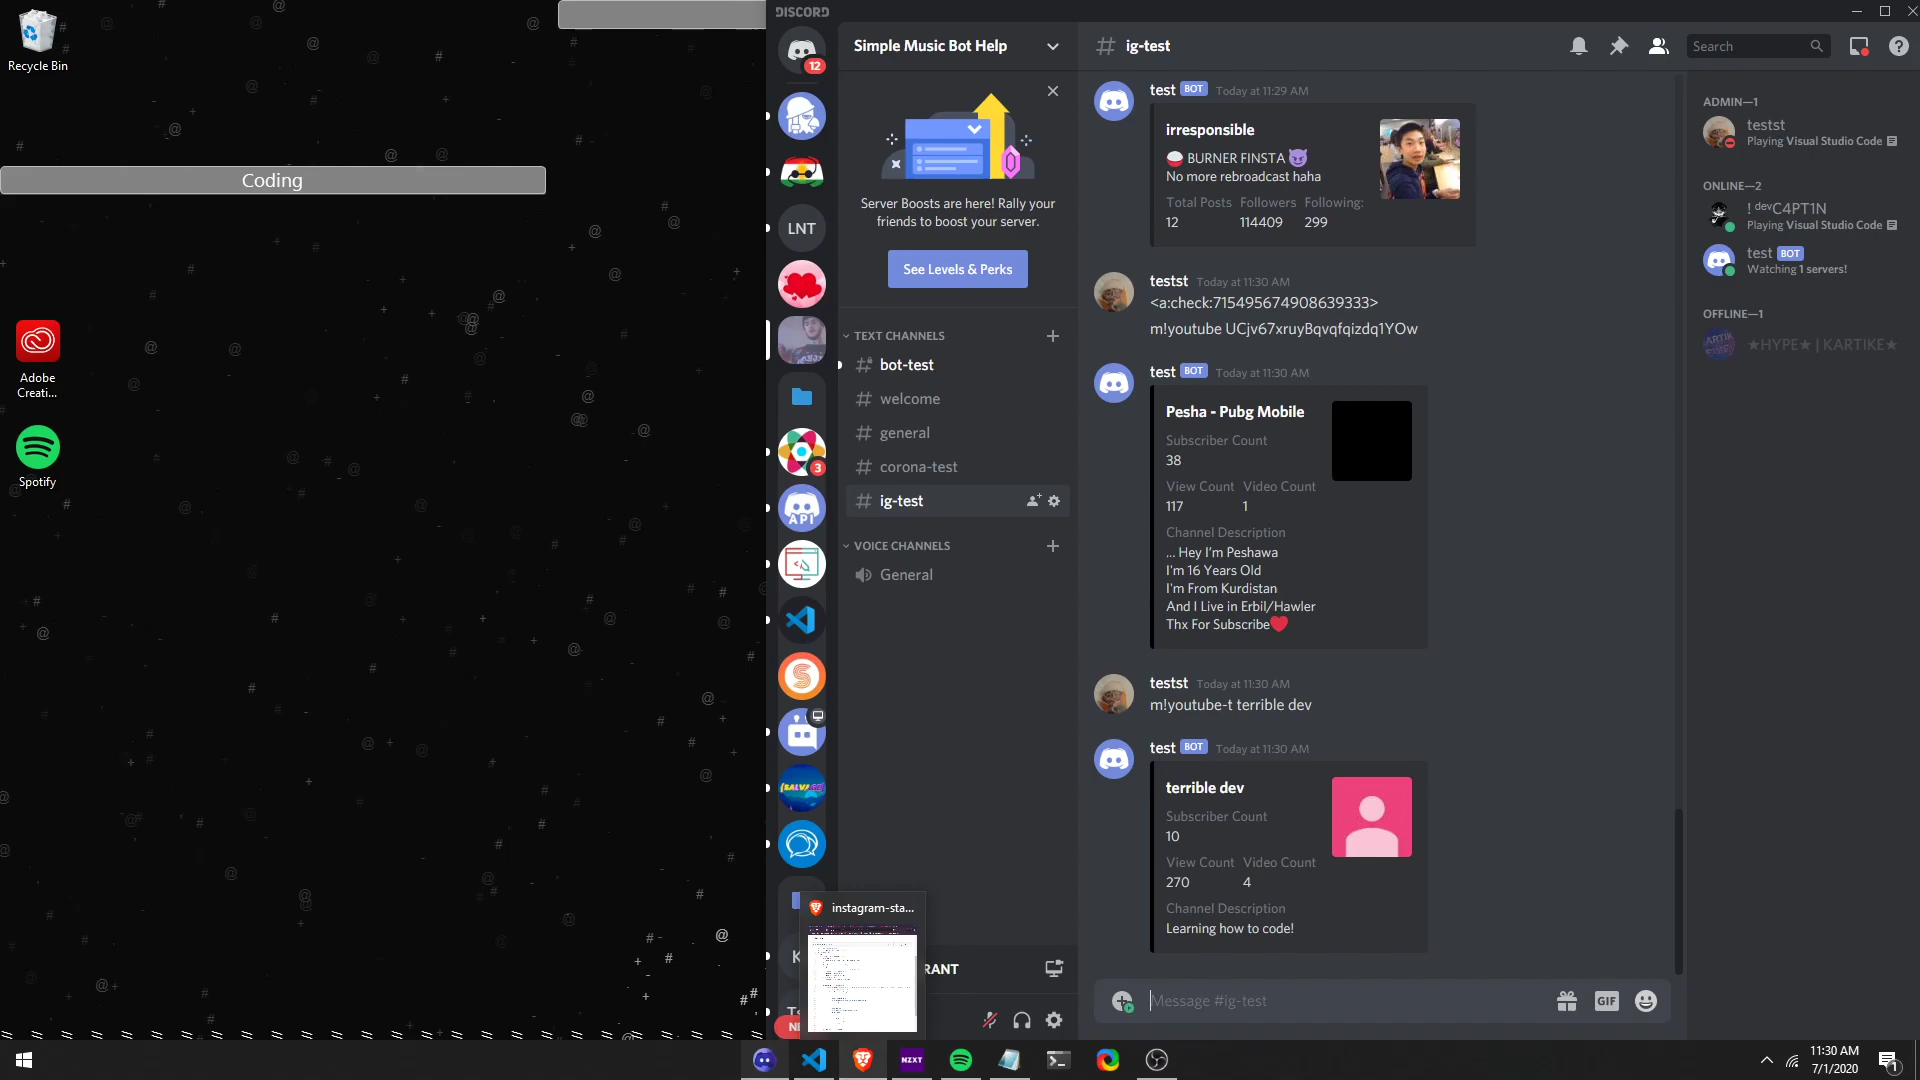 Recycle Bin
Coding
Adobe
Creati...
Spotify
DISCORD
12
LNT
3
API
Simple Music Bot Help
Server Boosts are here! Rally your
friends to boost your server.
See Levels & Perks
TEXT CHANNELS
bot-test
welcome
general
corona-test
ig-test
VOICE CHANNELS
General
instagram-sta...
RANT
# ig-test
Search
test BOT Today at 11:29 AM
irresponsible
🍚 BURNER FINSTA 😈
No more rebroadcast haha
Total Posts Followers Following:
12 114409 299
testst Today at 11:30 AM
<a:check:715495674908639333>
m!youtube UCjv67xruyBqvqfqizdq1YOw
test BOT Today at 11:30 AM
Pesha - Pubg Mobile
Subscriber Count
38
View Count Video Count
117 1
Channel Description
... Hey I'm Peshawa
I'm 16 Years Old
I'm From Kurdistan
And I Live in Erbil/Hawler
Thx For Subscribe❤️
testst Today at 11:30 AM
m!youtube-t terrible dev
test BOT Today at 11:30 AM
terrible dev
Subscriber Count
10
View Count Video Count
270 4
Channel Description
Learning how to code!
Message #ig-test
GIF
ADMIN—1
testst
Playing Visual Studio Code
ONLINE—2
! ᵈᵉᵛC4PT1N
Playing Visual Studio Code
test BOT
Watching 1 servers!
OFFLINE—1
★HYPE★ | KARTIKE★
NZXT
11:30 AM
7/1/2020
1